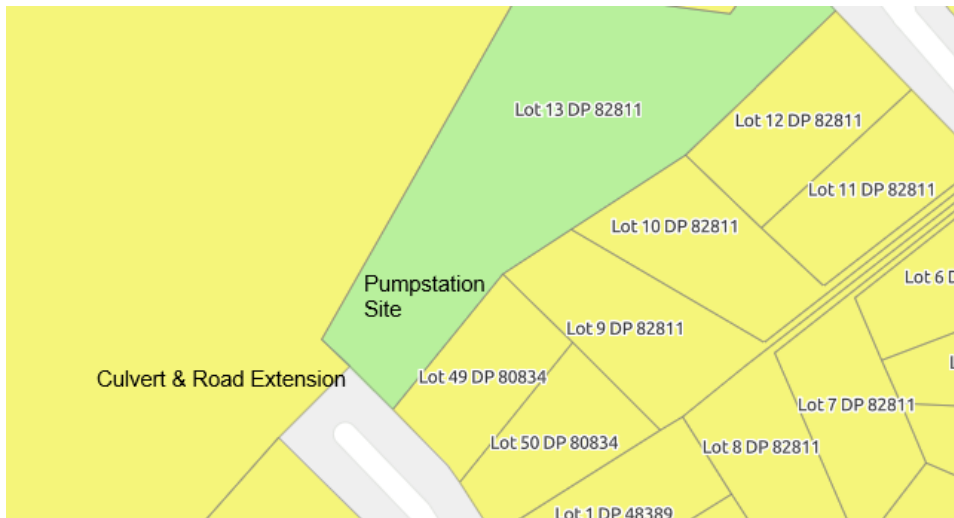 Lot 13 DP 82811
Lot 12 DP 82811
Lot 11 DP 82811
Lot 10 DP 82811
Pumpstation
Site
Lot 6 D
Lot 9 DP 82811
Culvert & Road Extension
Lot 49 DP 80834
Lot 7 DP 82811
Lot 50 DP 80834
Lot 8 DP 82811
Lot 1 DP 48389